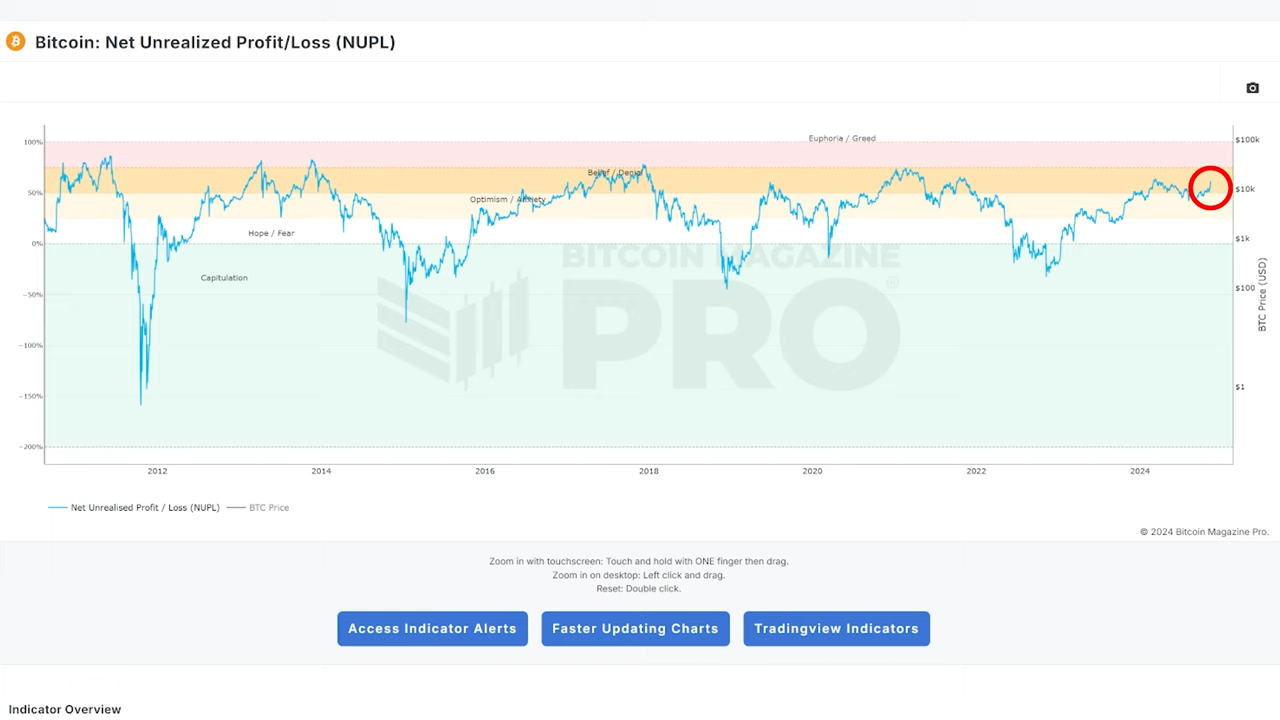 Bitcoin: Net Unrealized Profit/Loss (NUPL)
100%
50%
0%
−50%
−100%
−150%
−200%
Euphoria / Greed
Belief / Denial
Optimism / Anxiety
Hope / Fear
Capitulation
BITCOIN MAGAZINE
PRO®
$100k
$10k
$1k
$100
$1
BTC Price (USD)
2012 2014 2016 2018 2020 2022 2024
Net Unrealised Profit / Loss (NUPL) BTC Price
© 2024 Bitcoin Magazine Pro.
Zoom in with touchscreen: Touch and hold with ONE finger then drag.
Zoom in on desktop: Left click and drag.
Reset: Double click.
Access Indicator Alerts Faster Updating Charts Tradingview Indicators
Indicator Overview